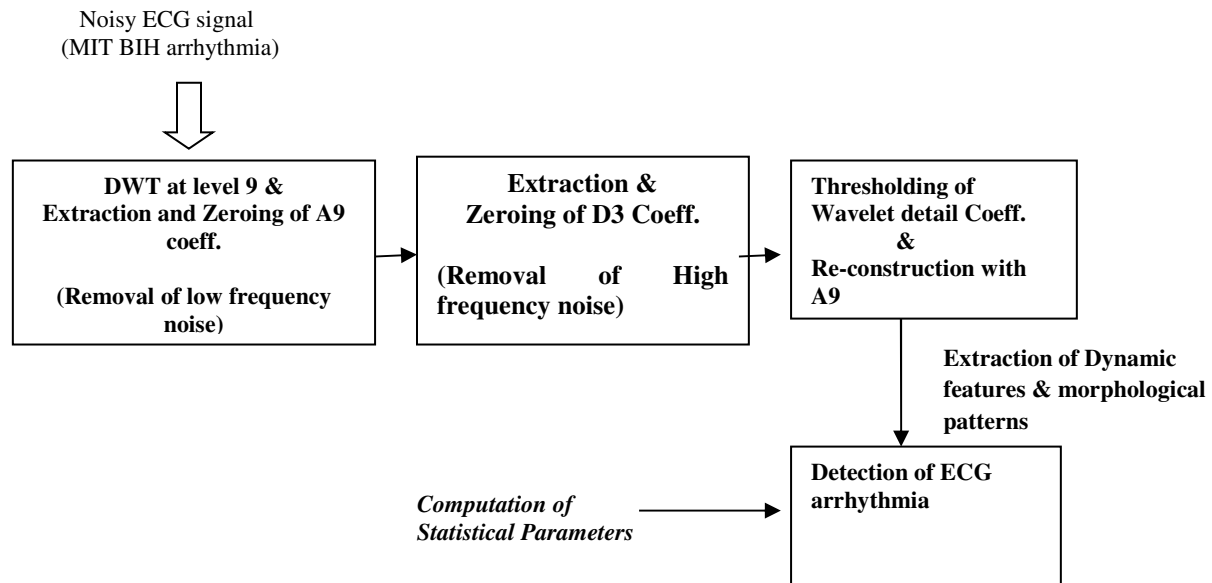 Noisy ECG signal
(MIT BIH arrhythmia)
DWT at level 9 &
Extraction and Zeroing of A9
coeff.
(Removal of low frequency
noise)
Extraction &
Zeroing of D3 Coeff.
(Removal of High
frequency noise)
Thresholding of
Wavelet detail Coeff.
&
Re-construction with
A9
Extraction of Dynamic
features & morphological
patterns
Detection of ECG
arrhythmia
Computation of
Statistical Parameters